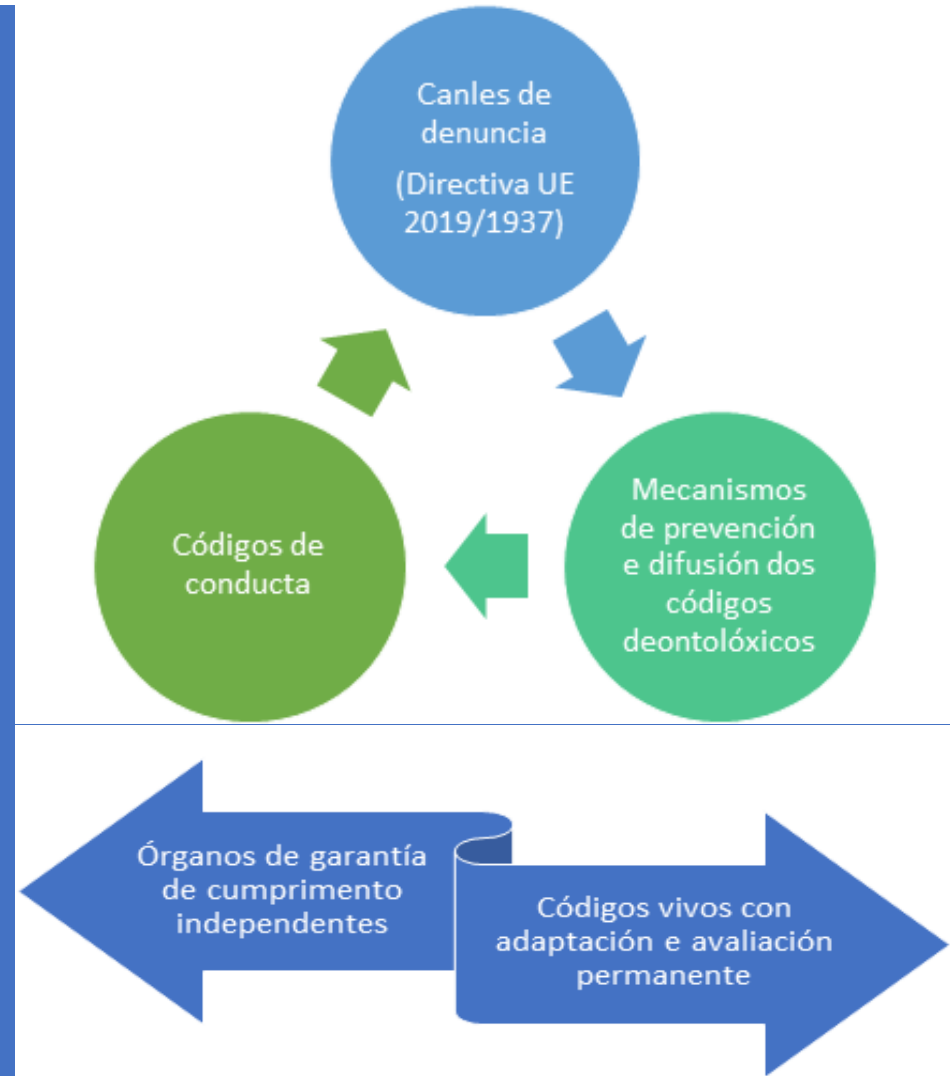 Canles de
denuncia
(Directiva UE
2019/1937)
Mecanismos
de prevención
e difusión dos
códigos
deontolóxicos
Códigos de
conducta
Órganos de garantía
de cumprimento
independentes
Códigos vivos con
adaptación e avaliación
permanente